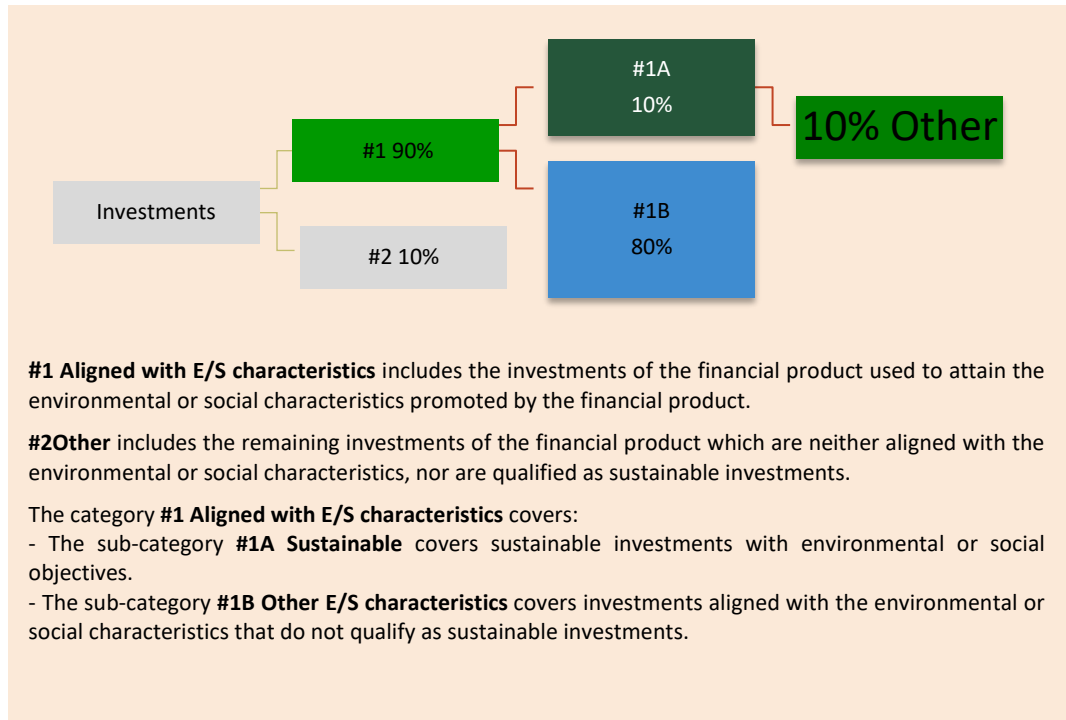 #1A
10%
10% Other
#1 90%
Investments
#1B
80%
#2 10%
#1 Aligned with E/S characteristics includes the investments of the financial product used to attain the
environmental or social characteristics promoted by the financial product.
#2Other includes the remaining investments of the financial product which are neither aligned with the
environmental or social characteristics, nor are qualified as sustainable investments.
The category #1 Aligned with E/S characteristics covers:
- The sub-category #1A Sustainable covers sustainable investments with environmental or social
objectives.
- The sub-category #1B Other E/S characteristics covers investments aligned with the environmental or
social characteristics that do not qualify as sustainable investments.